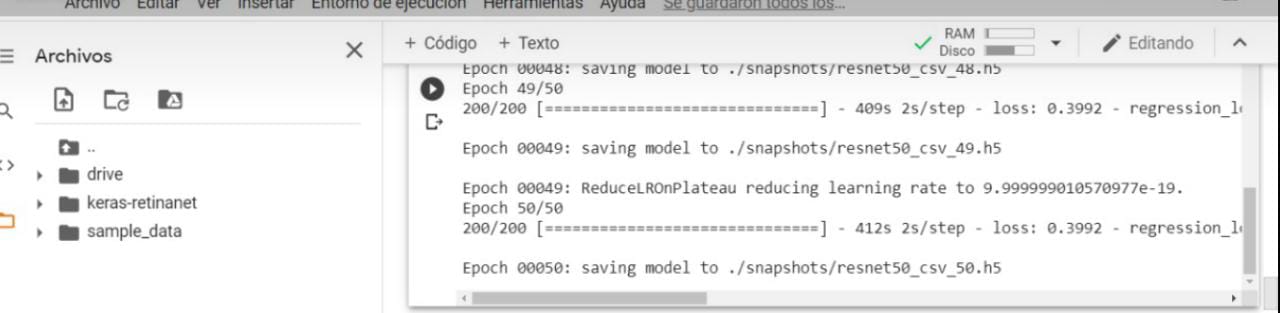 Archivo Editar Ver Insertar Entorno de ejecución Herramientas Ayuda Se guardaron todos los…
Archivos
+ Código + Texto
RAM
Disco
Editando
..
drive
keras-retinanet
sample_data
Epoch 00048: saving model to ./snapshots/resnet50_csv_48.h5
Epoch 49/50
200/200 [==============================] - 409s 2s/step - loss: 0.3992 - regression_l
Epoch 00049: saving model to ./snapshots/resnet50_csv_49.h5
Epoch 00049: ReduceLROnPlateau reducing learning rate to 9.999999010570977e-19.
Epoch 50/50
200/200 [==============================] - 412s 2s/step - loss: 0.3992 - regression_l
Epoch 00050: saving model to ./snapshots/resnet50_csv_50.h5